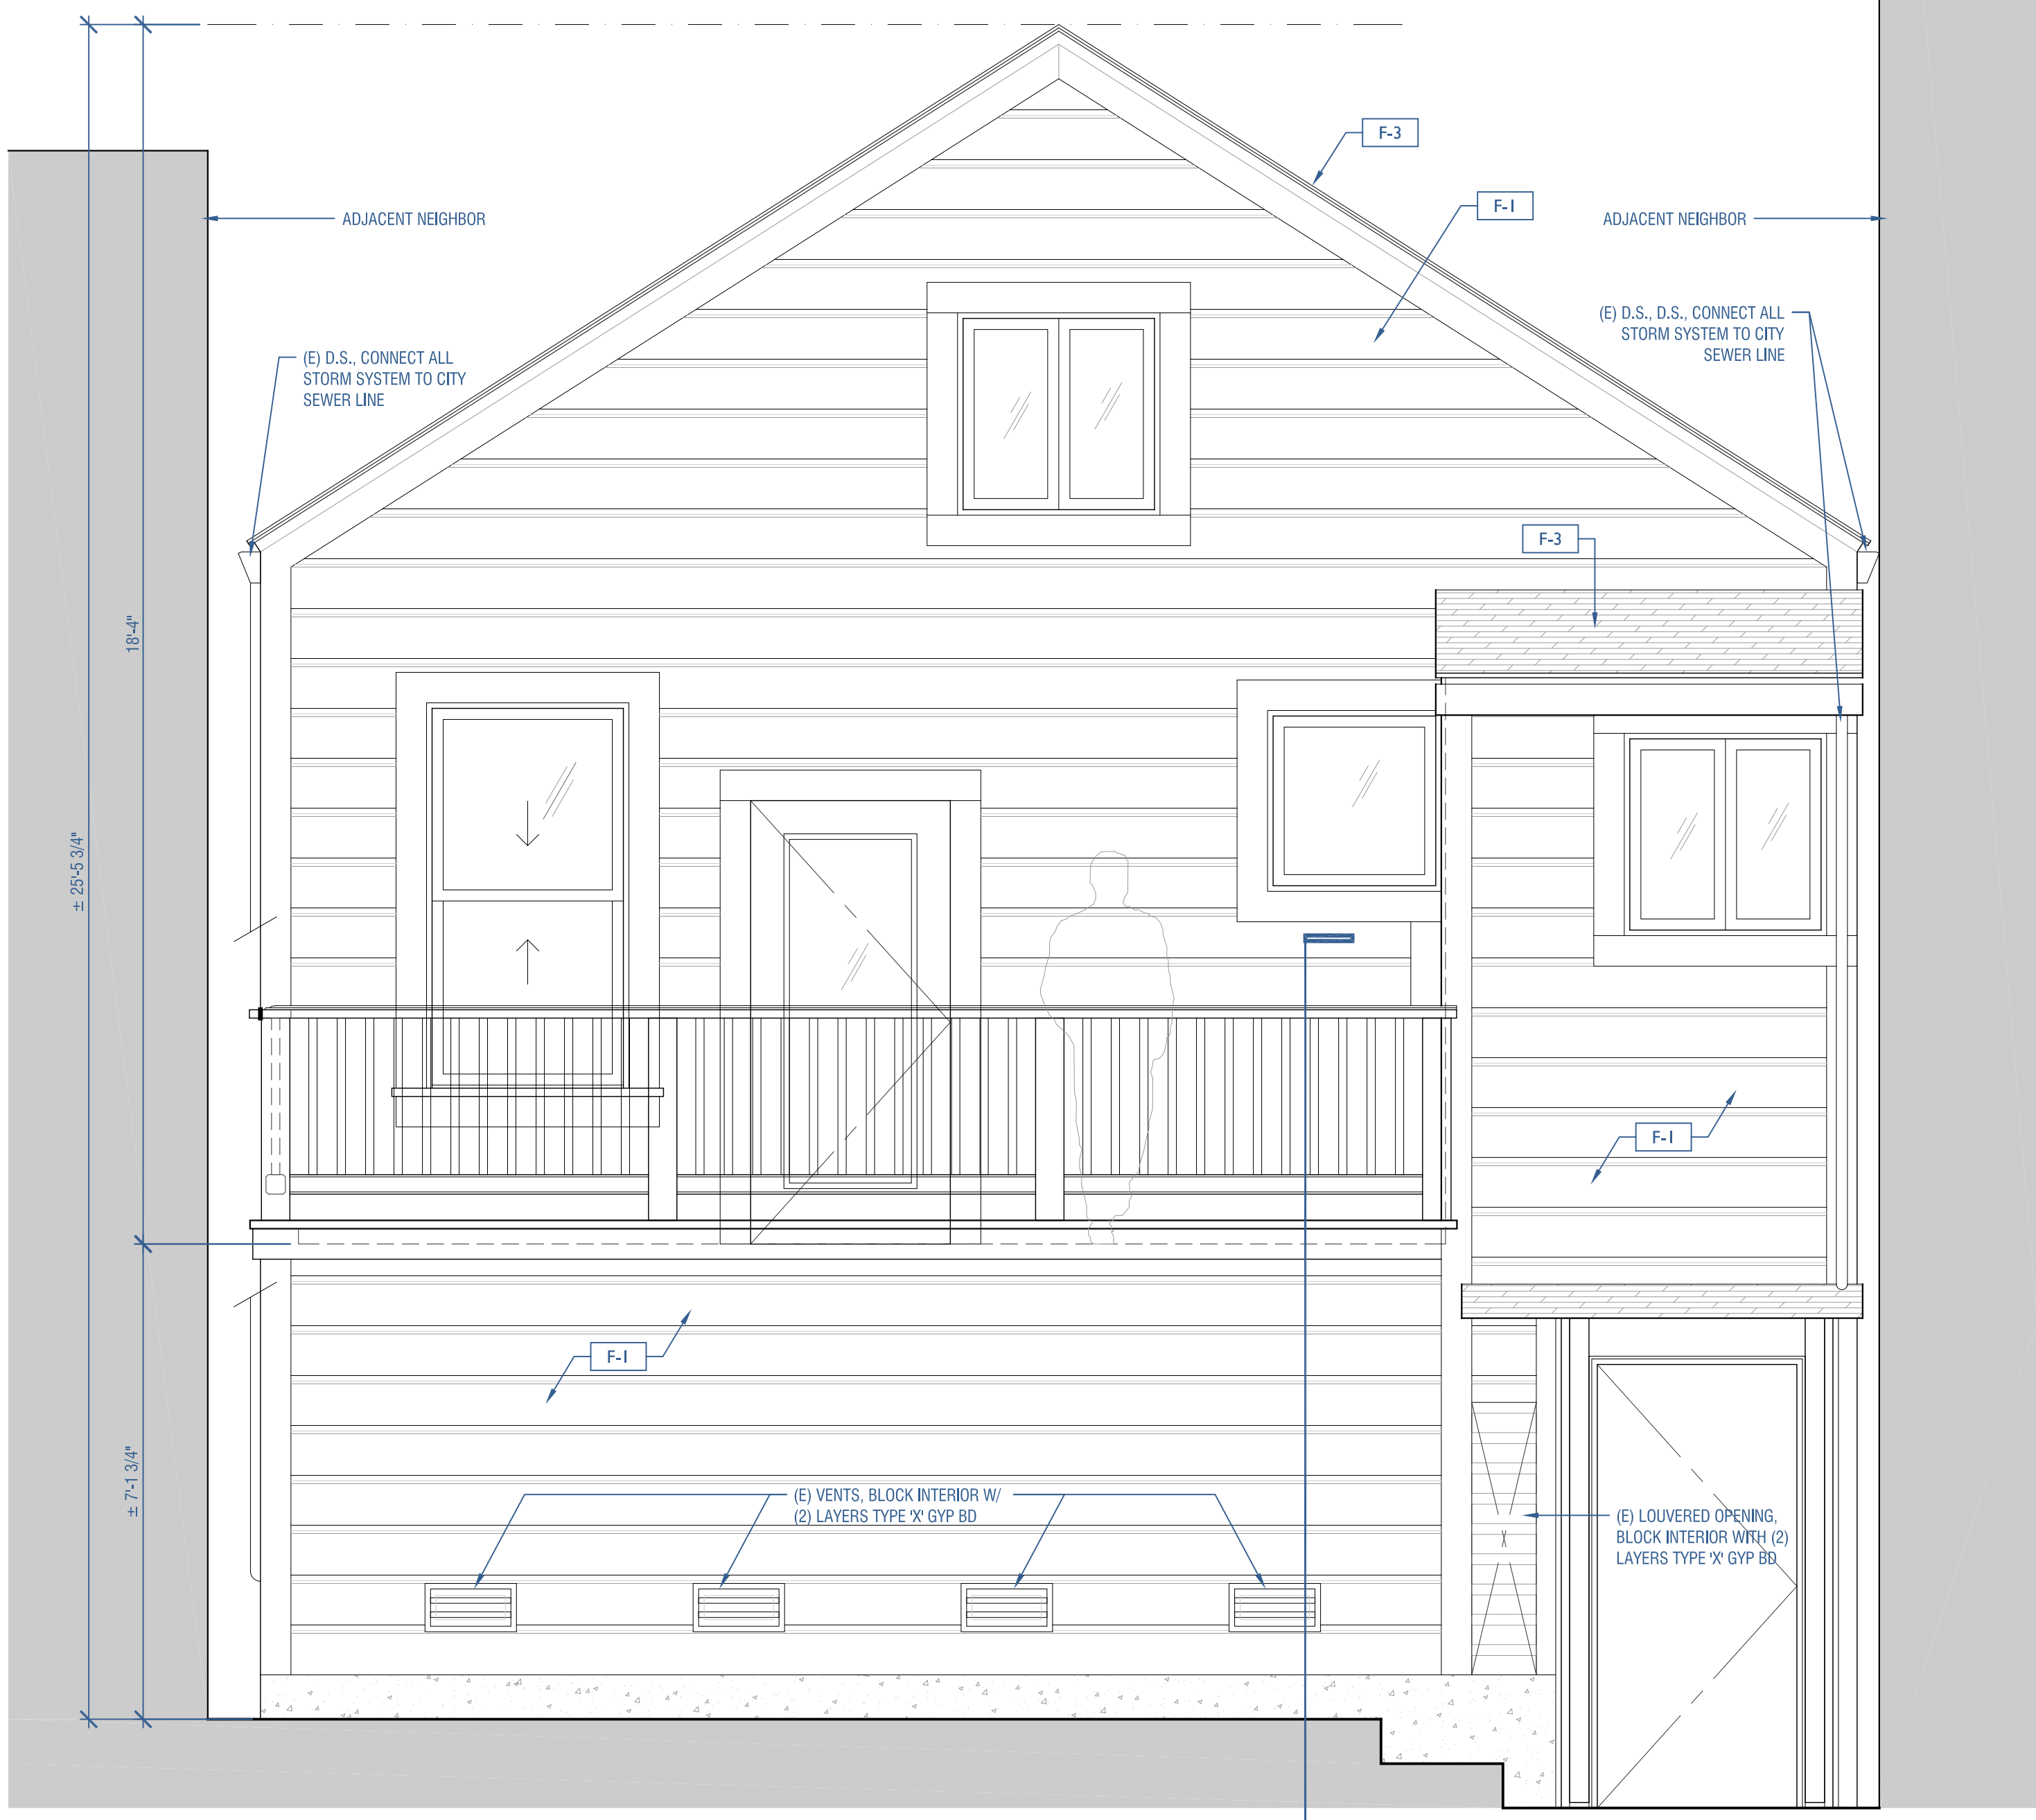 F-3
F-1
ADJACENT NEIGHBOR
ADJACENT NEIGHBOR
(E) D.S., D.S., CONNECT ALL
STORM SYSTEM TO CITY
SEWER LINE
(E) D.S., CONNECT ALL
STORM SYSTEM TO CITY
SEWER LINE
F-3
18'-4"
± 25'-5 3/4"
F-1
F-1
± 7'-1 3/4"
(E) VENTS, BLOCK INTERIOR W/
(2) LAYERS TYPE 'X' GYP BD
(E) LOUVERED OPENING,
BLOCK INTERIOR WITH (2)
LAYERS TYPE 'X' GYP BD